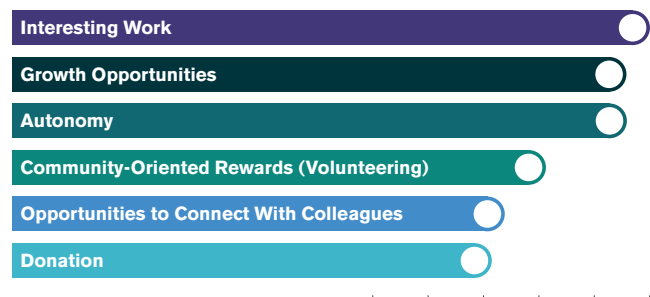 Interesting Work
Growth Opportunities
Autonomy
Community-Oriented Rewards (Volunteering)
Opportunities to Connect With Colleagues
Donation